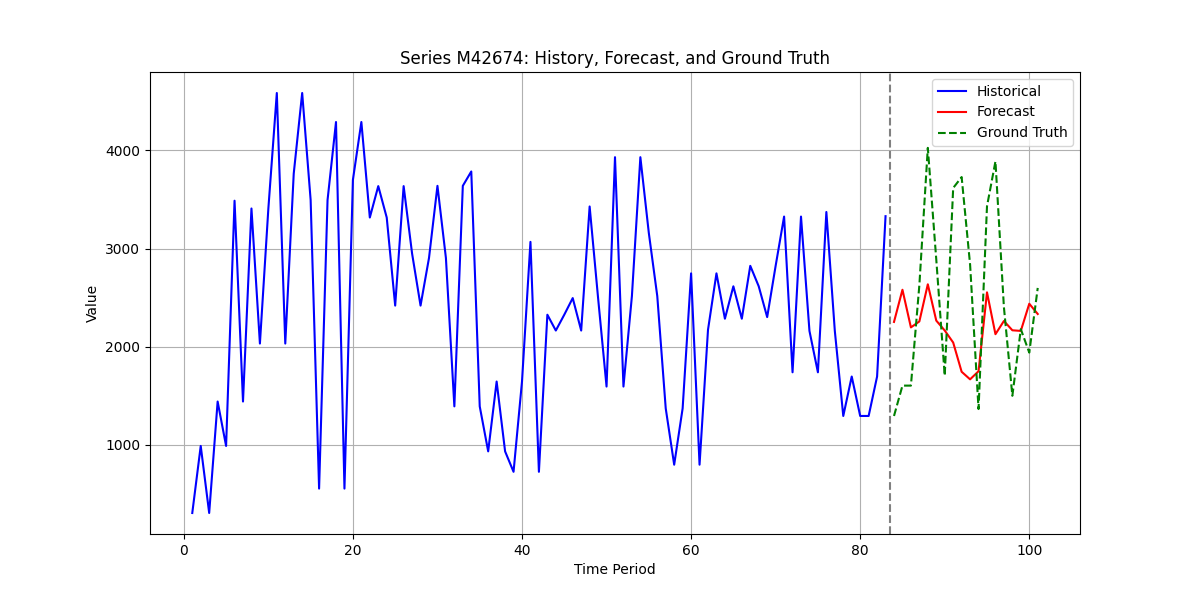 Series M42674: History, Forecast, and Ground Truth
Historical
Forecast
Ground Truth
4000
3000
2000
1000
Value
0 20 40 60 80 100
Time Period